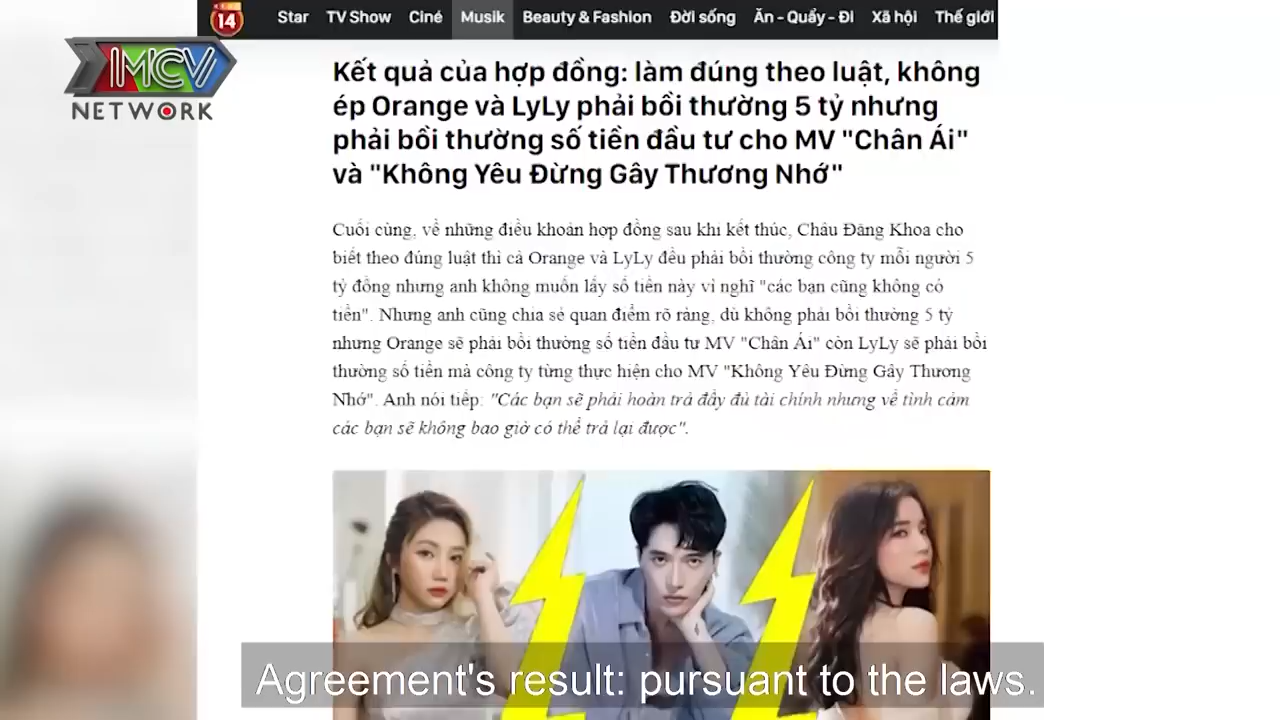 14 Star TV Show Ciné Musik Beauty & Fashion Đời sống Ăn - Quẩy - Đi Xã hội Thế giới
MCV
NETWORK
Kết quả của hợp đồng: làm đúng theo luật, không
ép Orange và LyLy phải bồi thường 5 tỷ nhưng
phải bồi thường số tiền đầu tư cho MV "Chân Ái"
và "Không Yêu Đừng Gây Thương Nhớ"
Cuối cùng, về những điều khoản hợp đồng sau khi kết thúc, Châu Đăng Khoa cho
biết theo đúng luật thì cả Orange và LyLy đều phải bồi thường công ty mỗi người 5
tỷ đồng nhưng anh không muốn lấy số tiền này vì nghĩ "các bạn cũng không có
tiền". Nhưng anh cũng chia sẻ quan điểm rõ ràng, dù không phải bồi thường 5 tỷ
nhưng Orange sẽ phải bồi thường số tiền đầu tư MV "Chân Ái" còn LyLy sẽ phải bồi
thường số tiền mà công ty từng thực hiện cho MV "Không Yêu Đừng Gây Thương
Nhớ". Anh nói tiếp: "Các bạn sẽ phải hoàn trả đầy đủ tài chính nhưng về tình cảm
các bạn sẽ không bao giờ có thể trả lại được".
Agreement's result: pursuant to the laws.